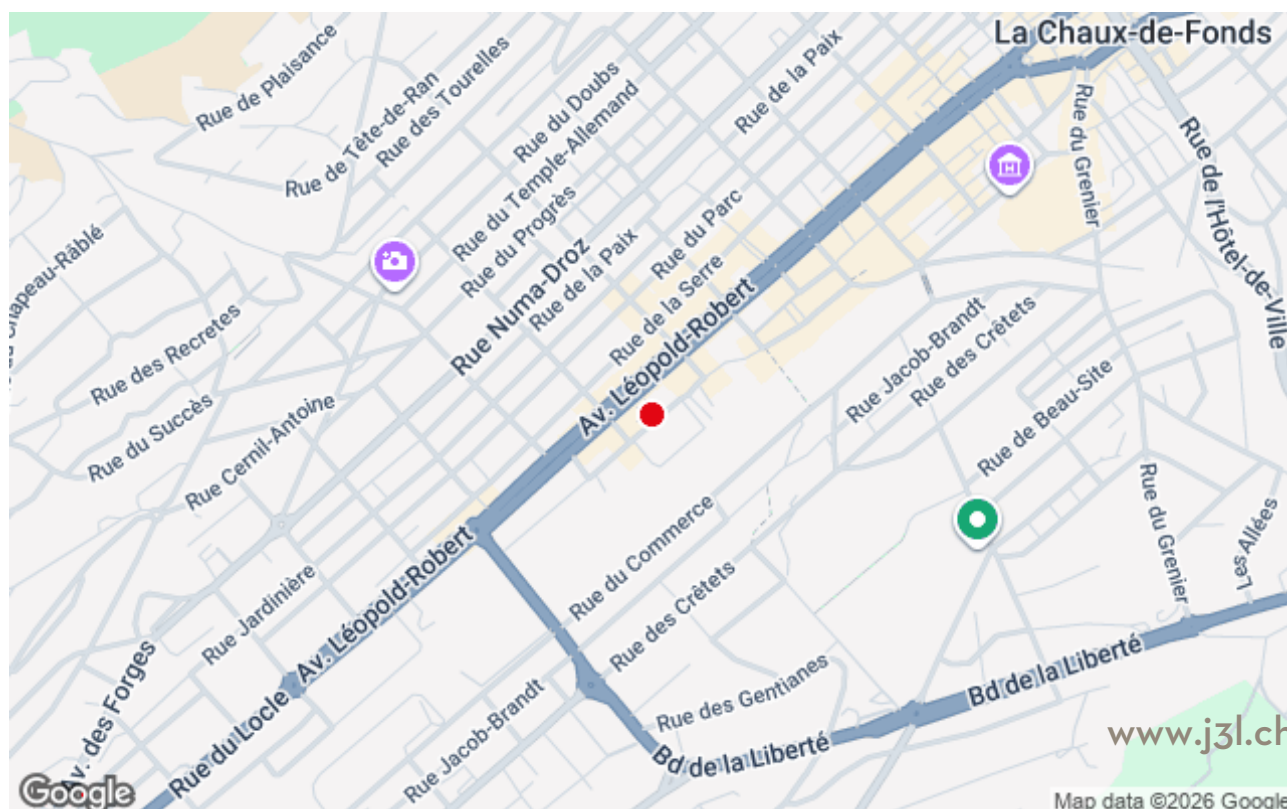 La Chaux-de-Fonds
Rue de Plaisance
Rue de Tête-de-Ran
Rue des Tourelles
Rue du Doubs
Rue du Temple-Allemand
Rue de la Paix
Rue du Grenier
Rue de l'Hôtel-de-Ville
Rue du Progrès
Rue du Parc
Rue Numa-Droz
Rue de la Paix
Rue de la Serre
Chapeau-Râblé
Rue des Recretes
Av. Léopold-Robert
Rue Jacob-Brandt
Rue des Crêtets
Rue du Succès
Rue Cernil-Antoine
Rue de Beau-Site
Rue du Grenier
Les Allées
Rue du Commerce
Rue Jardinière
Av. Léopold-Robert
Rue des Crêtets
Av. des Forges
Rue du Locle
Rue Jacob-Brandt
Rue des Gentianes
Bd de la Liberté
Bd de la Liberté
www.j3l.ch
Google
Map data ©2026 Google